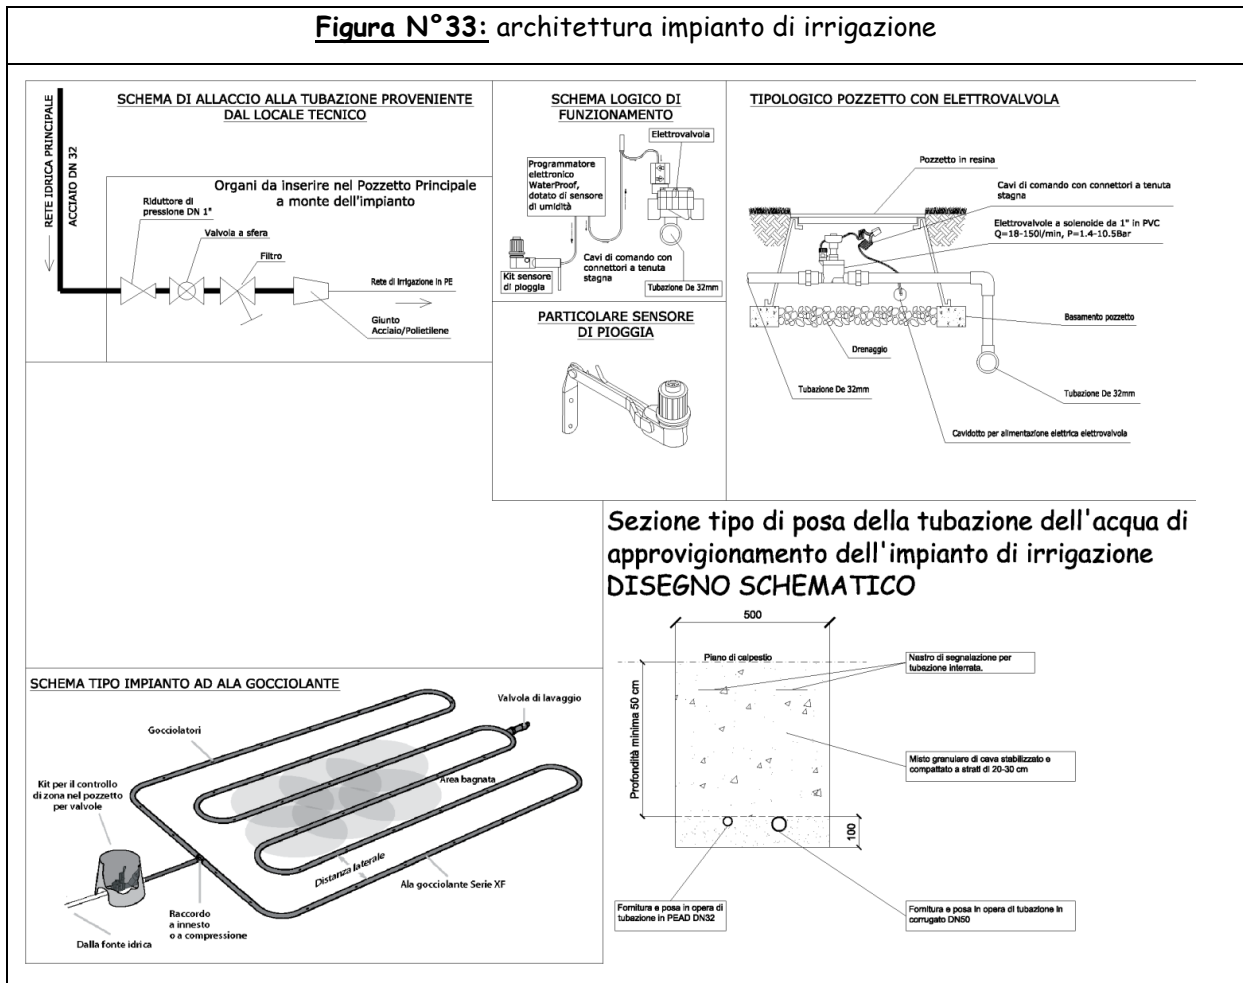 Figura N°33: architettura impianto di irrigazione
RETE IDRICA PRINCIPALE
ACCIAIO DN 32
SCHEMA DI ALLACCIO ALLA TUBAZIONE PROVENIENTE
DAL LOCALE TECNICO
Organi da inserire nel Pozzetto Principale
a monte dell'impianto
Riduttore di
pressione DN 1"
Valvola a sfera
Filtro
Rete di Irrigazione in PE
Giunto
Acciaio/Polietilene
SCHEMA LOGICO DI
FUNZIONAMENTO
Elettrovalvola
Programmatore
elettronico
WaterProof,
dotato di sensore
di umidità
Kit sensore
di pioggia
Cavi di comando con
connettori a tenuta
stagna
Tubazione De 32mm
PARTICOLARE SENSORE
DI PIOGGIA
TIPOLOGICO POZZETTO CON ELETTROVALVOLA
Pozzetto in resina
Cavi di comando con connettori a tenuta
stagna
Elettrovalvole a solenoide da 1" in PVC
Q=18-150l/min, P=1.4-10.5Bar
Basamento pozzetto
Drenaggio
Tubazione De 32mm
Tubazione De 32mm
Cavidotto per alimentazione elettrica elettrovalvola
Sezione tipo di posa della tubazione dell'acqua di
approvigionamento dell'impianto di irrigazione
DISEGNO SCHEMATICO
500
Piano di calpestio
Nastro di segnalazione per
tubazione interrata.
Profondità minima 50 cm
Misto granulare di cava stabilizzato e
compattato a strati di 20-30 cm
100
Fornitura e posa in opera di
tubazione in PEAD DN32
Fornitura e posa in opera di tubazione in
corrugato DN50
SCHEMA TIPO IMPIANTO AD ALA GOCCIOLANTE
Valvola di lavaggio
Gocciolatori
Kit per il controllo
di zona nel pozzetto
per valvole
Area bagnata
Distanza laterale
Ala gocciolante Serie XF
Raccordo
a innesto
o a compressione
Dalla fonte idrica